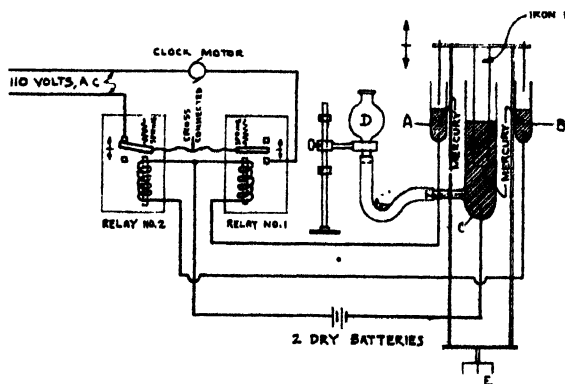 IRON
CLOCK MOTOR
110 VOLTS, A C
CROSS
CONNECTED
A
D
MERCURY
MERCURY
B
RELAY NO.2
RELAY NO.1
C
2 DRY BATTERIES
E